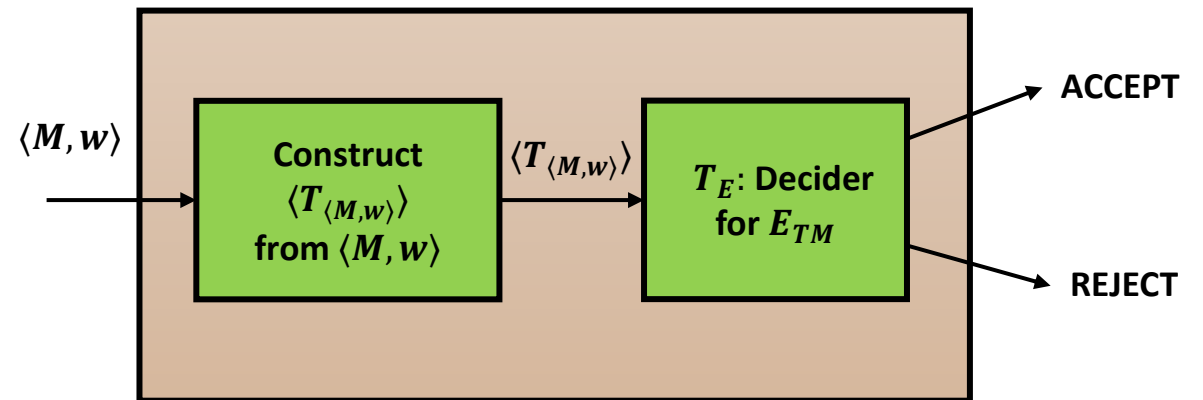 ⟨M, w⟩
Construct
⟨T⟨M,w⟩⟩
from ⟨M, w⟩
⟨T⟨M,w⟩⟩
T_E: Decider
for E_TM
ACCEPT
REJECT